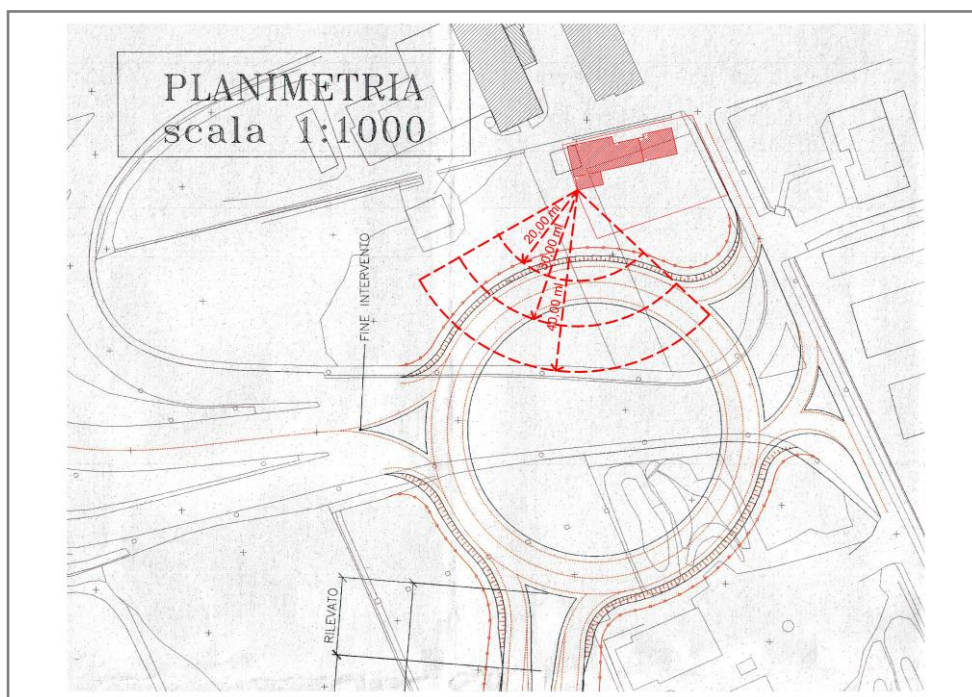 PLANIMETRIA
scala 1:1000
20.00 ml
30.00 ml
40.00 ml
FINE INTERVENTO
RILEVATO